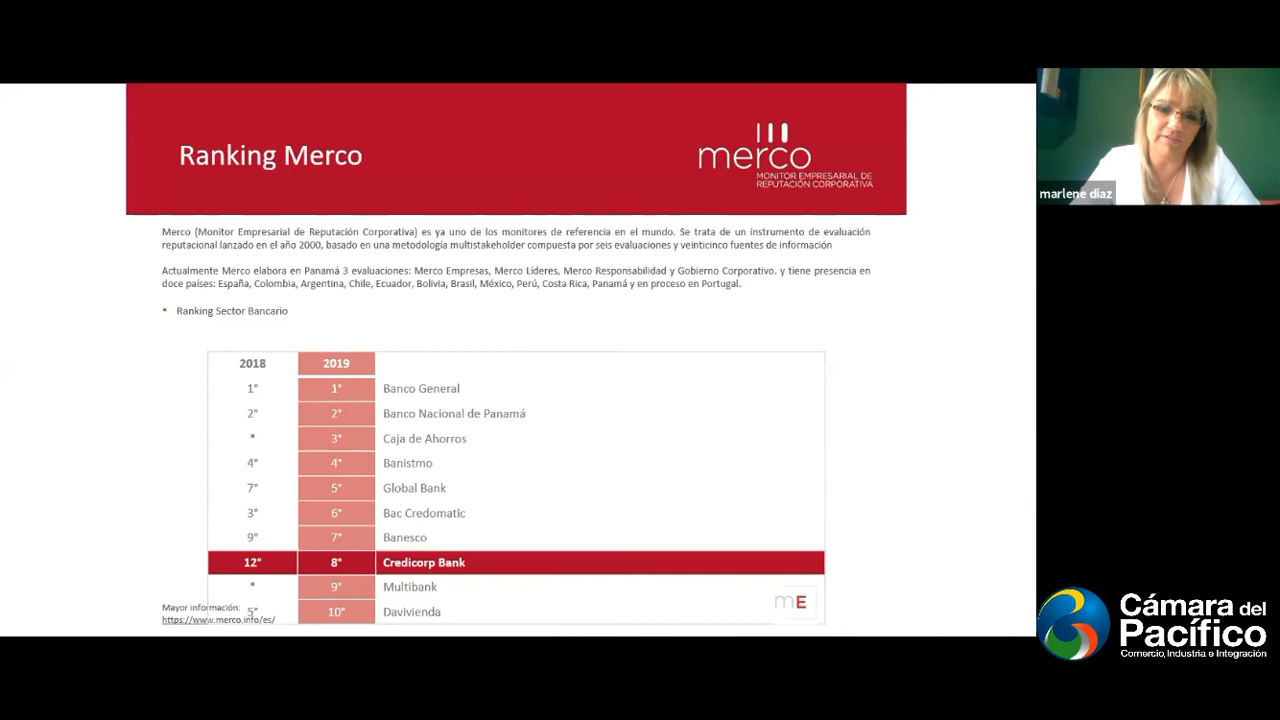 Ranking Merco
merco
MONITOR EMPRESARIAL DE
REPUTACIÓN CORPORATIVA
marlene diaz
Merco (Monitor Empresarial de Reputación Corporativa) es ya uno de los monitores de referencia en el mundo. Se trata de un instrumento de evaluación
reputacional lanzado en el año 2000, basado en una metodología multistakeholder compuesta por seis evaluaciones y veinticinco fuentes de información
Actualmente Merco elabora en Panamá 3 evaluaciones: Merco Empresas, Merco Lideres, Merco Responsabilidad y Gobierno Corporativo. y tiene presencia en
doce países: España, Colombia, Argentina, Chile, Ecuador, Bolivia, Brasil, México, Perú, Costa Rica, Panamá y en proceso en Portugal.
• Ranking Sector Bancario
2018 2019
1° 1° Banco General
2° 2° Banco Nacional de Panamá
* 3° Caja de Ahorros
4° 4° Banistmo
7° 5° Global Bank
3° 6° Bac Credomatic
9° 7° Banesco
12° 8° Credicorp Bank
* 9° Multibank
5° 10° Davivienda
mE
Mayor información:
https://www.merco.info/es/
Cámara del
Pacífico
Comercio, Industria e Integración